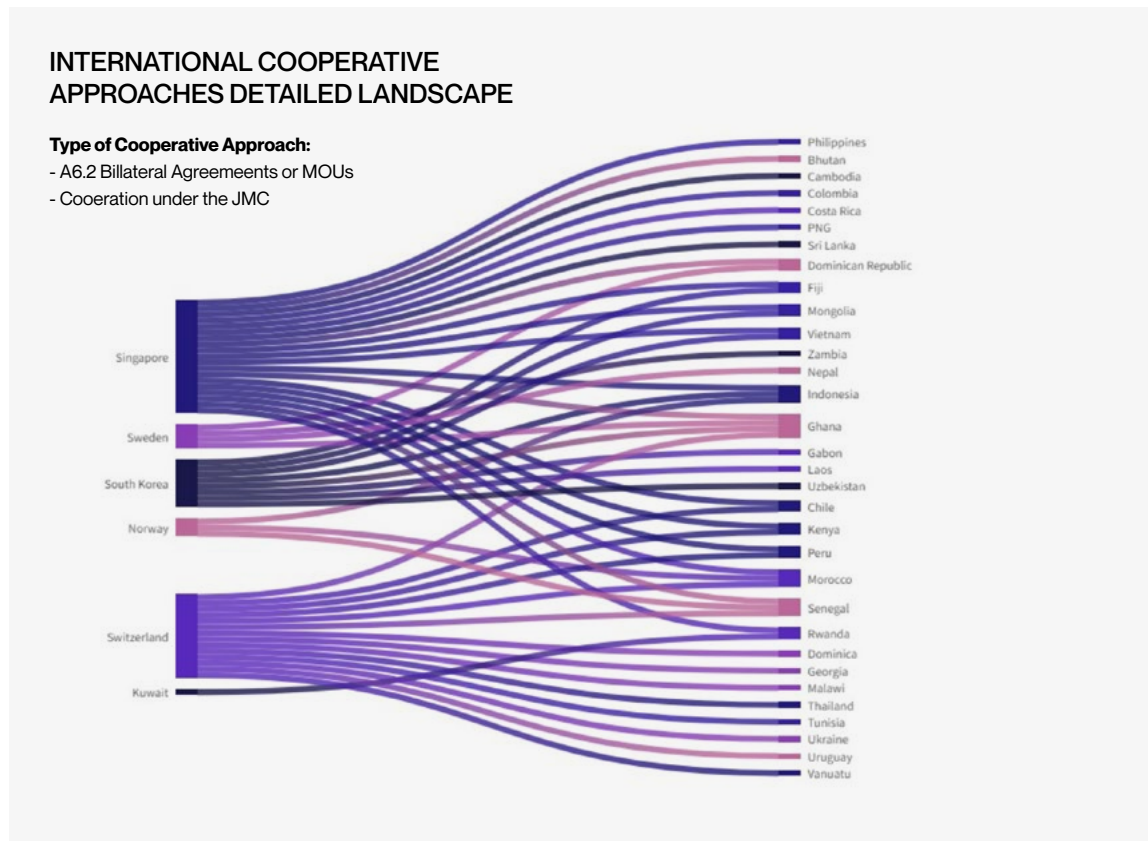 INTERNATIONAL COOPERATIVE
APPROACHES DETAILED LANDSCAPE
Type of Cooperative Approach:
- A6.2 Billateral Agreemeents or MOUs
- Cooeration under the JMC
Singapore
Sweden
South Korea
Norway
Switzerland
Kuwait
Philippines
Bhutan
Cambodia
Colombia
Costa Rica
PNG
Sri Lanka
Dominican Republic
Fiji
Mongolia
Vietnam
Zambia
Nepal
Indonesia
Ghana
Gabon
Laos
Uzbekistan
Chile
Kenya
Peru
Morocco
Senegal
Rwanda
Dominica
Georgia
Malawi
Thailand
Tunisia
Ukraine
Uruguay
Vanuatu